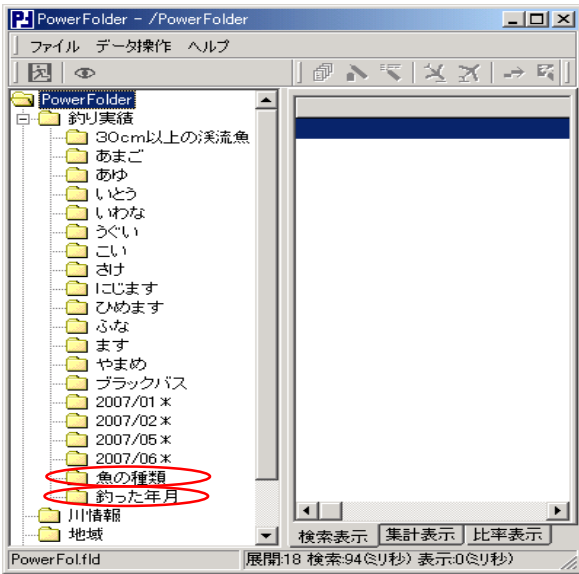 PowerFolder - /PowerFolder
ファイル データ操作 ヘルプ
PowerFolder
釣り実績
30cm以上の渓流魚
あまご
あゆ
いとう
いわな
うぐい
こい
さけ
にじます
ひめます
ふな
ます
やまめ
ブラックバス
2007/01*
2007/02*
2007/05*
2007/06*
魚の種類
釣った年月
川情報
地域
検索表示 集計表示 比率表示
PowerFol.fld 展開:18 検索:94(ミリ秒) 表示:0(ミリ秒)